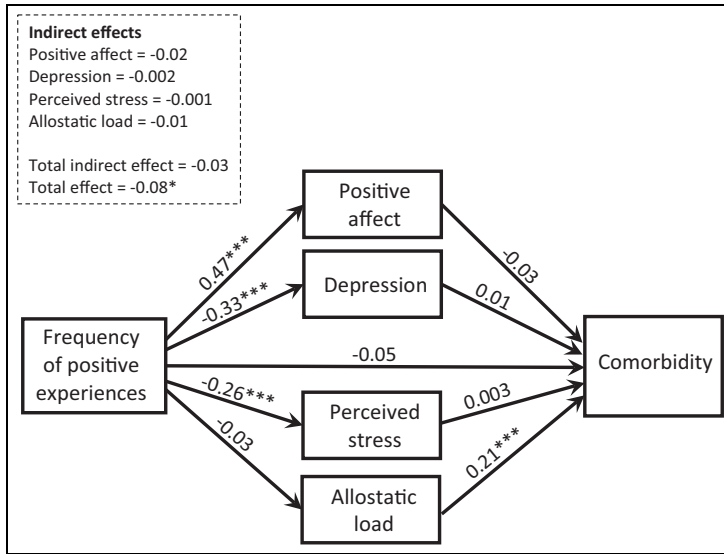 Indirect effects
Positive affect = -0.02
Depression = -0.002
Perceived stress = -0.001
Allostatic load = -0.01
Total indirect effect = -0.03
Total effect = -0.08*
Positive
affect
0.47***
-0.03
Depression
-0.33***
0.01
Frequency
of positive
experiences
-0.05
Comorbidity
-0.26***
Perceived
stress
0.003
-0.03
0.21***
Allostatic
load